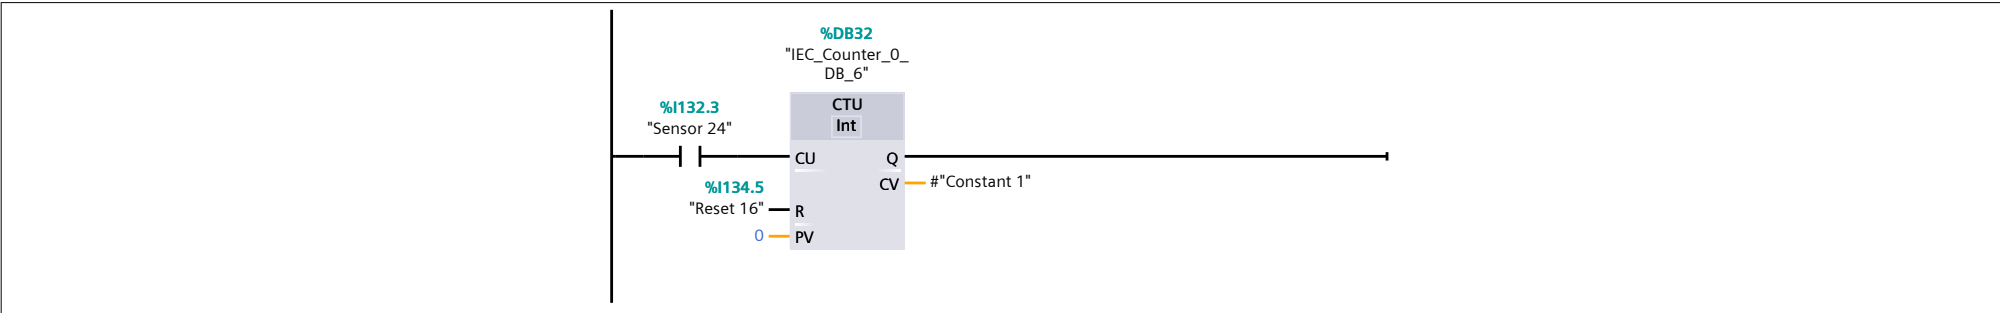 %DB32
"IEC_Counter_0_
DB_6"
%I132.3
"Sensor 24"
CTU
Int
CU
Q
CV
#"Constant 1"
%I134.5
"Reset 16"
R
0
PV